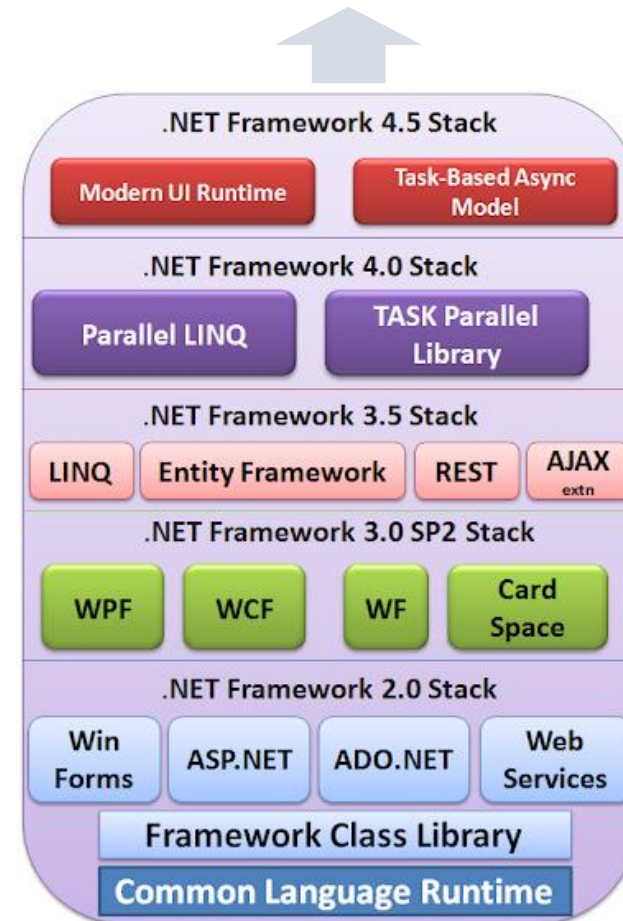 .NET Framework 4.5 Stack
Modern UI Runtime
Task-Based Async
Model
.NET Framework 4.0 Stack
Parallel LINQ
TASK Parallel
Library
.NET Framework 3.5 Stack
LINQ
Entity Framework
REST
AJAX
extn
.NET Framework 3.0 SP2 Stack
WPF
WCF
WF
Card
Space
.NET Framework 2.0 Stack
Win
Forms
ASP.NET
ADO.NET
Web
Services
Framework Class Library
Common Language Runtime